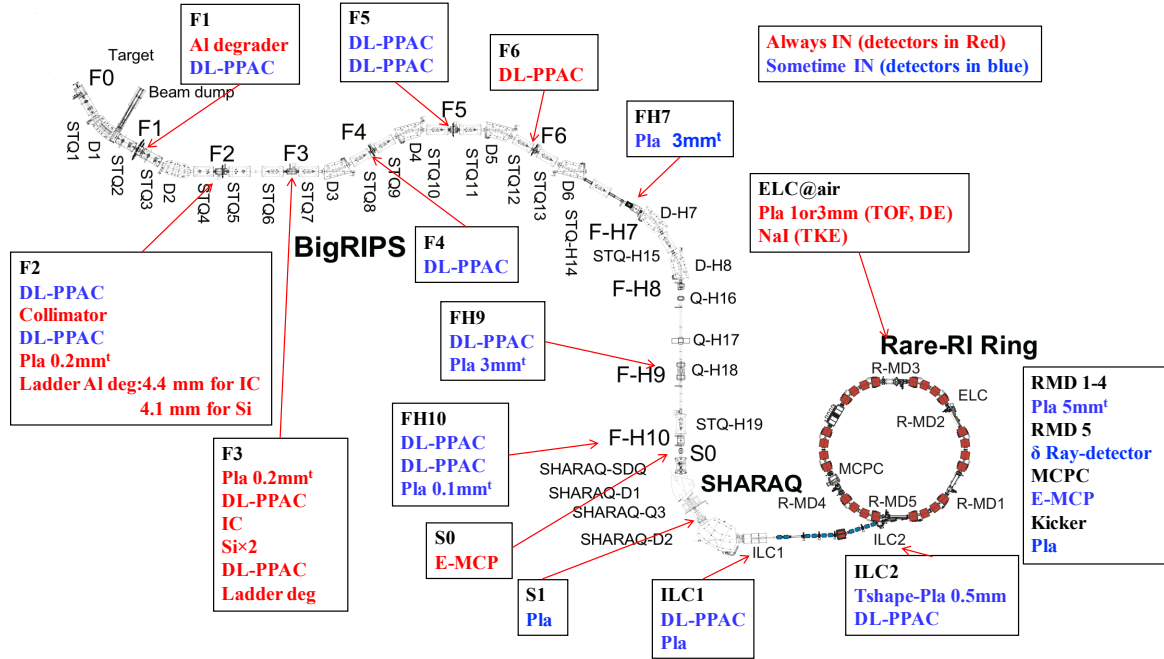 F1
Al degrader
DL-PPAC
F5
DL-PPAC
DL-PPAC
F6
DL-PPAC
Always IN (detectors in Red)
Sometime IN (detectors in blue)
Target
F0
Beam dump
STQ1
D1
STQ2
F1
STQ3
D2
STQ4
F2
STQ5
STQ6
F3
STQ7
D3
STQ8
F4
STQ9
D4
STQ10
F5
STQ11
D5
STQ12
F6
STQ13
D6
STQ-H14
BigRIPS
FH7
Pla 3mmᵗ
F-H7
D-H7
STQ-H15
D-H8
F-H8
Q-H16
Q-H17
Q-H18
F-H9
STQ-H19
F-H10
S0
ELC@air
Pla 1or3mm (TOF, DE)
NaI (TKE)
F4
DL-PPAC
F2
DL-PPAC
Collimator
DL-PPAC
Pla 0.2mmᵗ
Ladder Al deg:4.4 mm for IC
4.1 mm for Si
FH9
DL-PPAC
Pla 3mmᵗ
F3
Pla 0.2mmᵗ
DL-PPAC
IC
Si×2
DL-PPAC
Ladder deg
FH10
DL-PPAC
DL-PPAC
Pla 0.1mmᵗ
SHARAQ-SDQ
SHARAQ-D1
SHARAQ-Q3
SHARAQ-D2
SHARAQ
S0
E-MCP
S1
Pla
ILC1
ILC1
DL-PPAC
Pla
Rare-RI Ring
R-MD3
ELC
R-MD2
MCPC
R-MD4
R-MD5
R-MD1
ILC2
ILC2
Tshape-Pla 0.5mm
DL-PPAC
RMD 1-4
Pla 5mmᵗ
RMD 5
δ Ray-detector
MCPC
E-MCP
Kicker
Pla